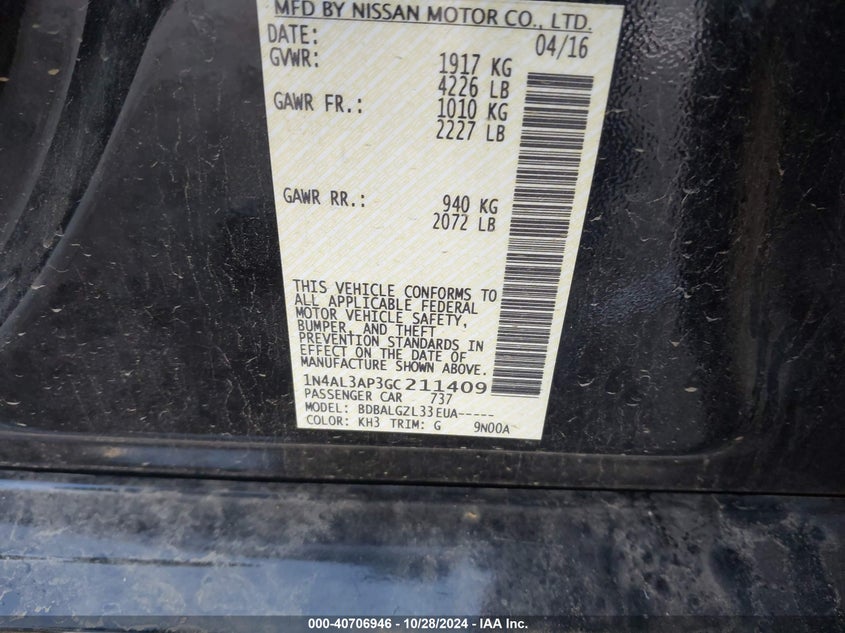 MFD BY NISSAN MOTOR CO., LTD.
DATE: 04/16
GVWR: 1917 KG
4226 LB
GAWR FR.: 1010 KG
2227 LB
GAWR RR.: 940 KG
2072 LB
THIS VEHICLE CONFORMS TO
ALL APPLICABLE FEDERAL
MOTOR VEHICLE SAFETY,
BUMPER, AND THEFT
PREVENTION STANDARDS IN
EFFECT ON THE DATE OF
MANUFACTURE SHOWN ABOVE.
1N4AL3AP3GC211409
PASSENGER CAR 737
MODEL: BDBALGZL33EUA-----
COLOR: KH3 TRIM: G 9N00A
000-40706946 - 10/28/2024 - IAA Inc.